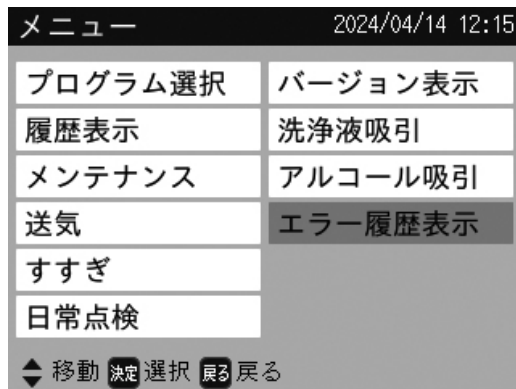 メニュー 2024/04/14 12:15
プログラム選択
履歴表示
メンテナンス
送気
すすぎ
日常点検
バージョン表示
洗浄液吸引
アルコール吸引
エラー履歴表示
移動 決定 選択 戻る 戻る